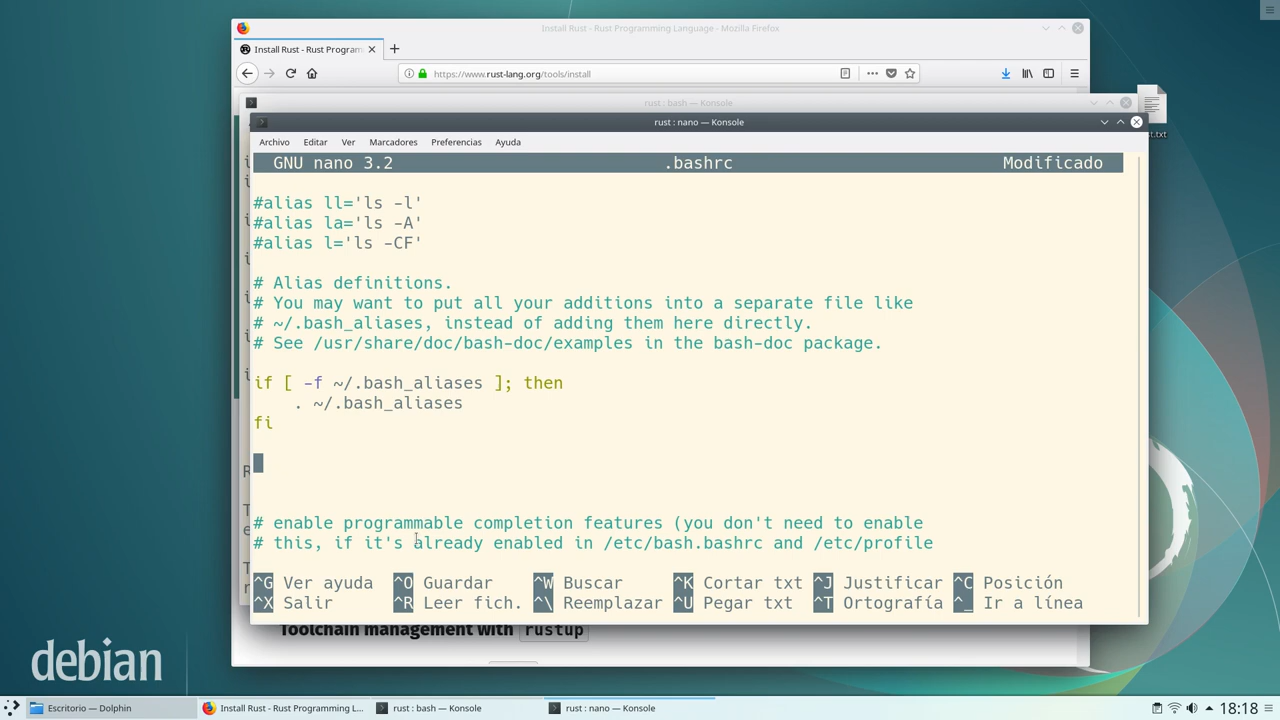 Install Rust - Rust Programming Language - Mozilla Firefox
Install Rust - Rust Program
https://www.rust-lang.org/tools/install
rust : bash — Konsole
rust : nano — Konsole
Archivo Editar Ver Marcadores Preferencias Ayuda
GNU nano 3.2 .bashrc Modificado
#alias ll='ls -l'
#alias la='ls -A'
#alias l='ls -CF'
# Alias definitions.
# You may want to put all your additions into a separate file like
# ~/.bash_aliases, instead of adding them here directly.
# See /usr/share/doc/bash-doc/examples in the bash-doc package.
if [ -f ~/.bash_aliases ]; then
. ~/.bash_aliases
fi
# enable programmable completion features (you don't need to enable
# this, if it's already enabled in /etc/bash.bashrc and /etc/profile
^G Ver ayuda ^O Guardar ^W Buscar ^K Cortar txt ^J Justificar ^C Posición
^X Salir ^R Leer fich. ^\ Reemplazar ^U Pegar txt ^T Ortografía ^_ Ir a línea
Toolchain management with rustup
debian
Escritorio — Dolphin
Install Rust - Rust Programming L...
rust : bash — Konsole
rust : nano — Konsole
18:18